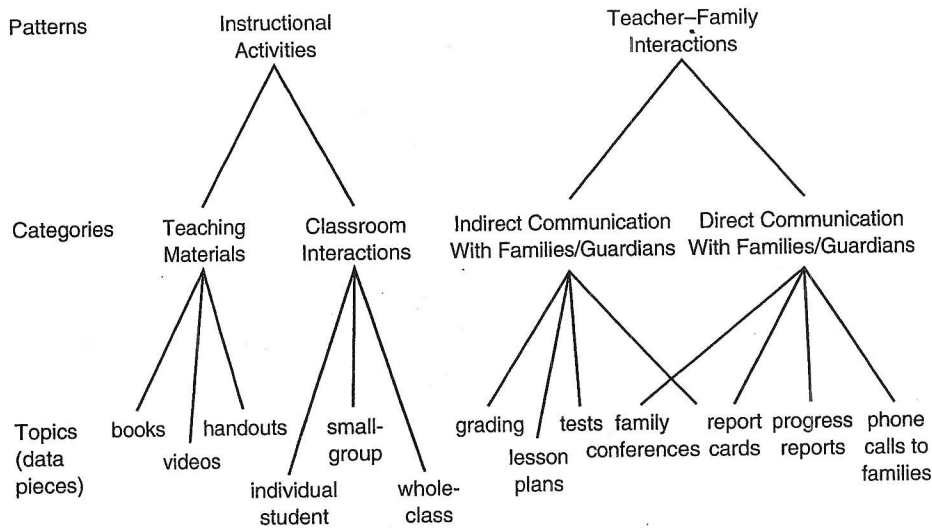 Patterns
Instructional
Activities
Teacher–Family
Interactions
Categories
Teaching
Materials
Classroom
Interactions
Indirect Communication
With Families/Guardians
Direct Communication
With Families/Guardians
Topics
(data
pieces)
books
videos
handouts
individual
student
small-
group
whole-
class
grading
lesson
plans
tests
family
conferences
report
cards
progress
reports
phone
calls to
families